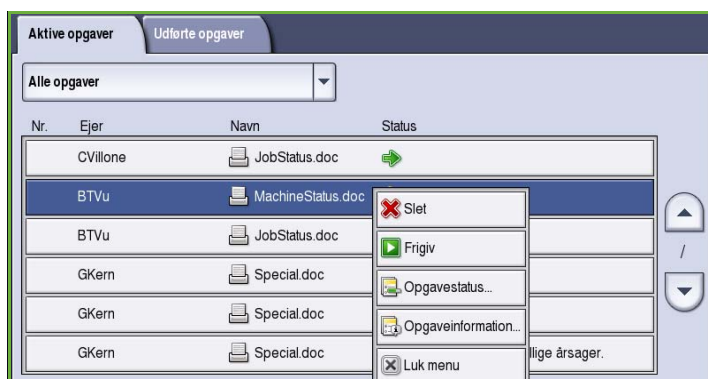 Aktive opgaver Udførte opgaver
Alle opgaver
Nr. Ejer Navn Status
CVillone JobStatus.doc
BTVu MachineStatus.doc
Slet
BTVu JobStatus.doc
Frigiv
/
GKern Special.doc
Opgavestatus...
GKern Special.doc
Opgaveinformation...
GKern Special.doc llige årsager.
Luk menu